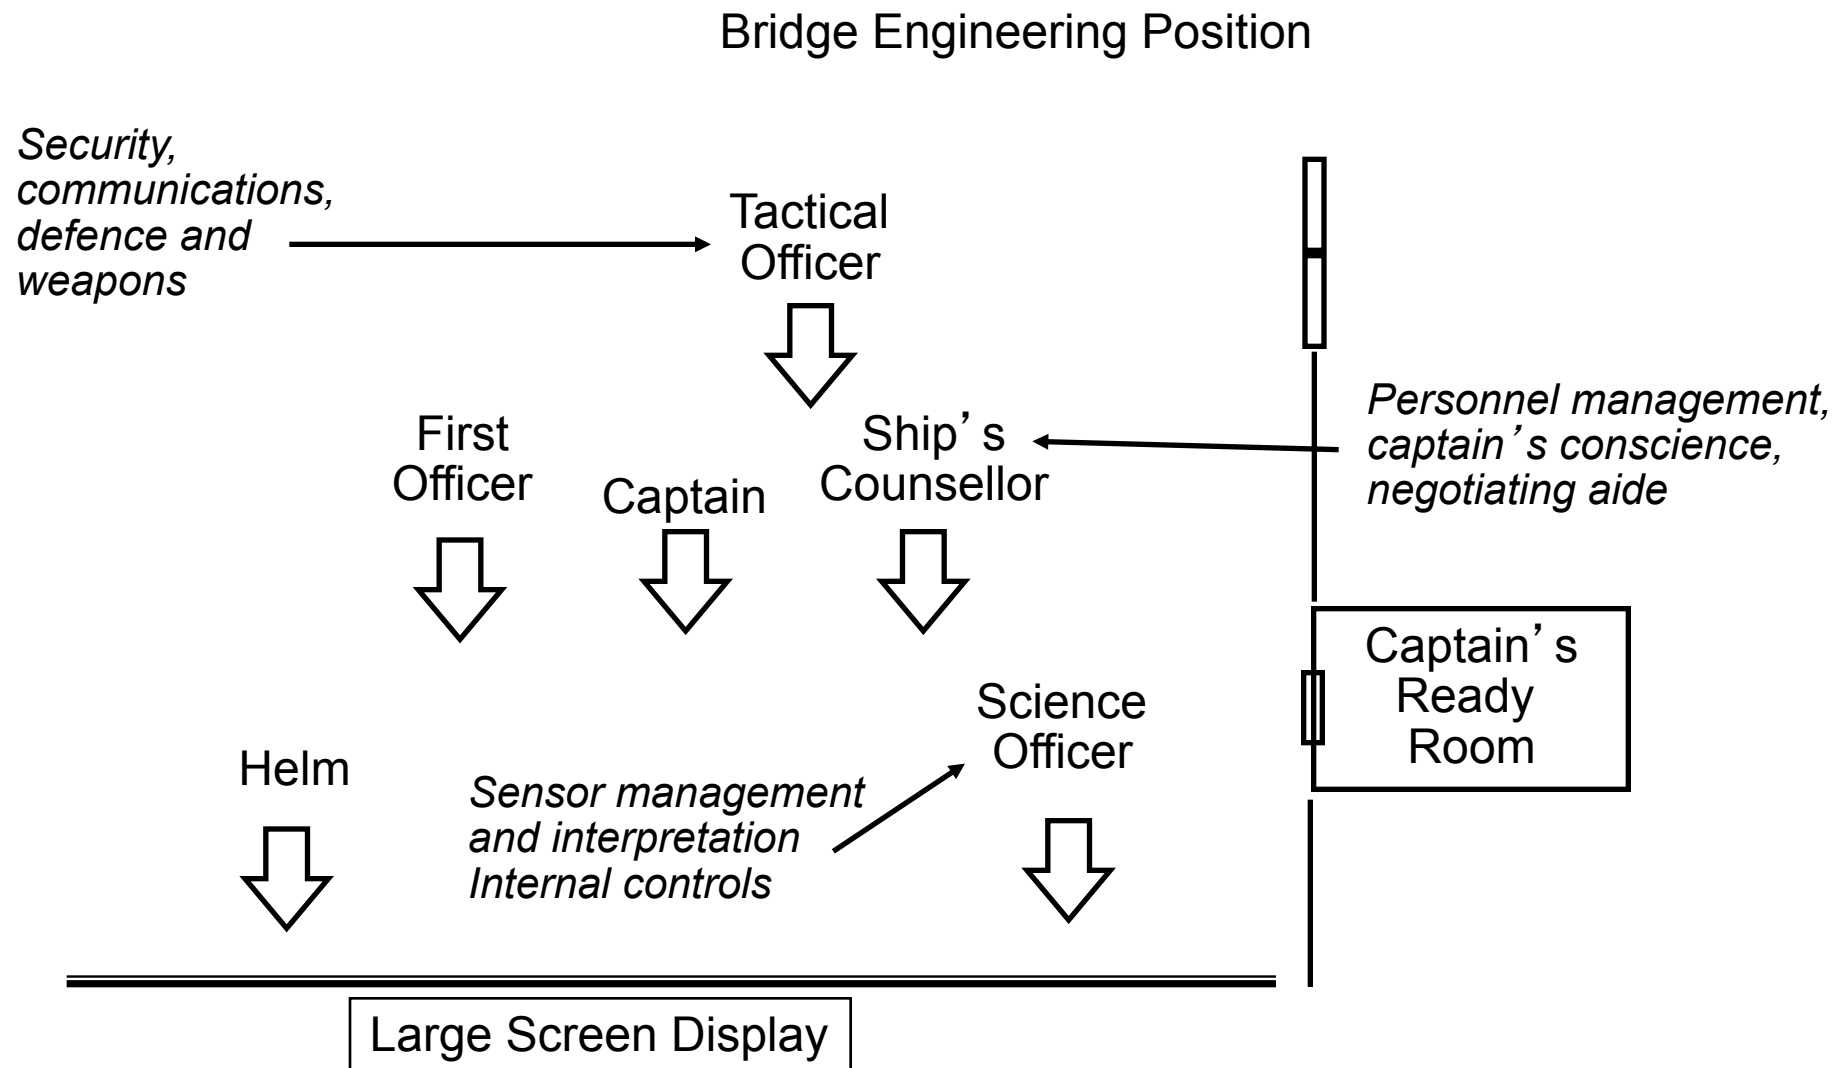 Bridge Engineering Position
Security,
communications,
defence and
weapons
Tactical
Officer
First
Officer
Captain
Ship’s
Counsellor
Personnel management,
captain’s conscience,
negotiating aide
Captain’s
Ready
Room
Science
Officer
Helm
Sensor management
and interpretation
Internal controls
Large Screen Display